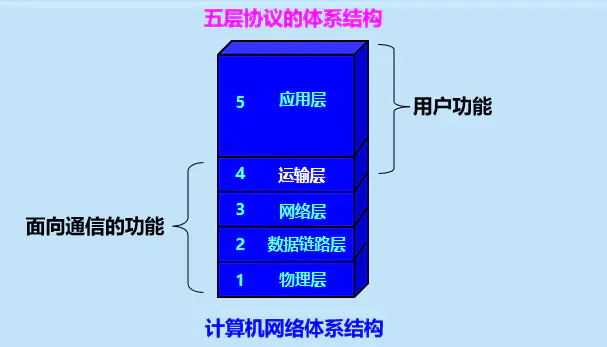 五层协议的体系结构
5 应用层
用户功能
4 运输层
3 网络层
面向通信的功能
2 数据链路层
1 物理层
计算机网络体系结构